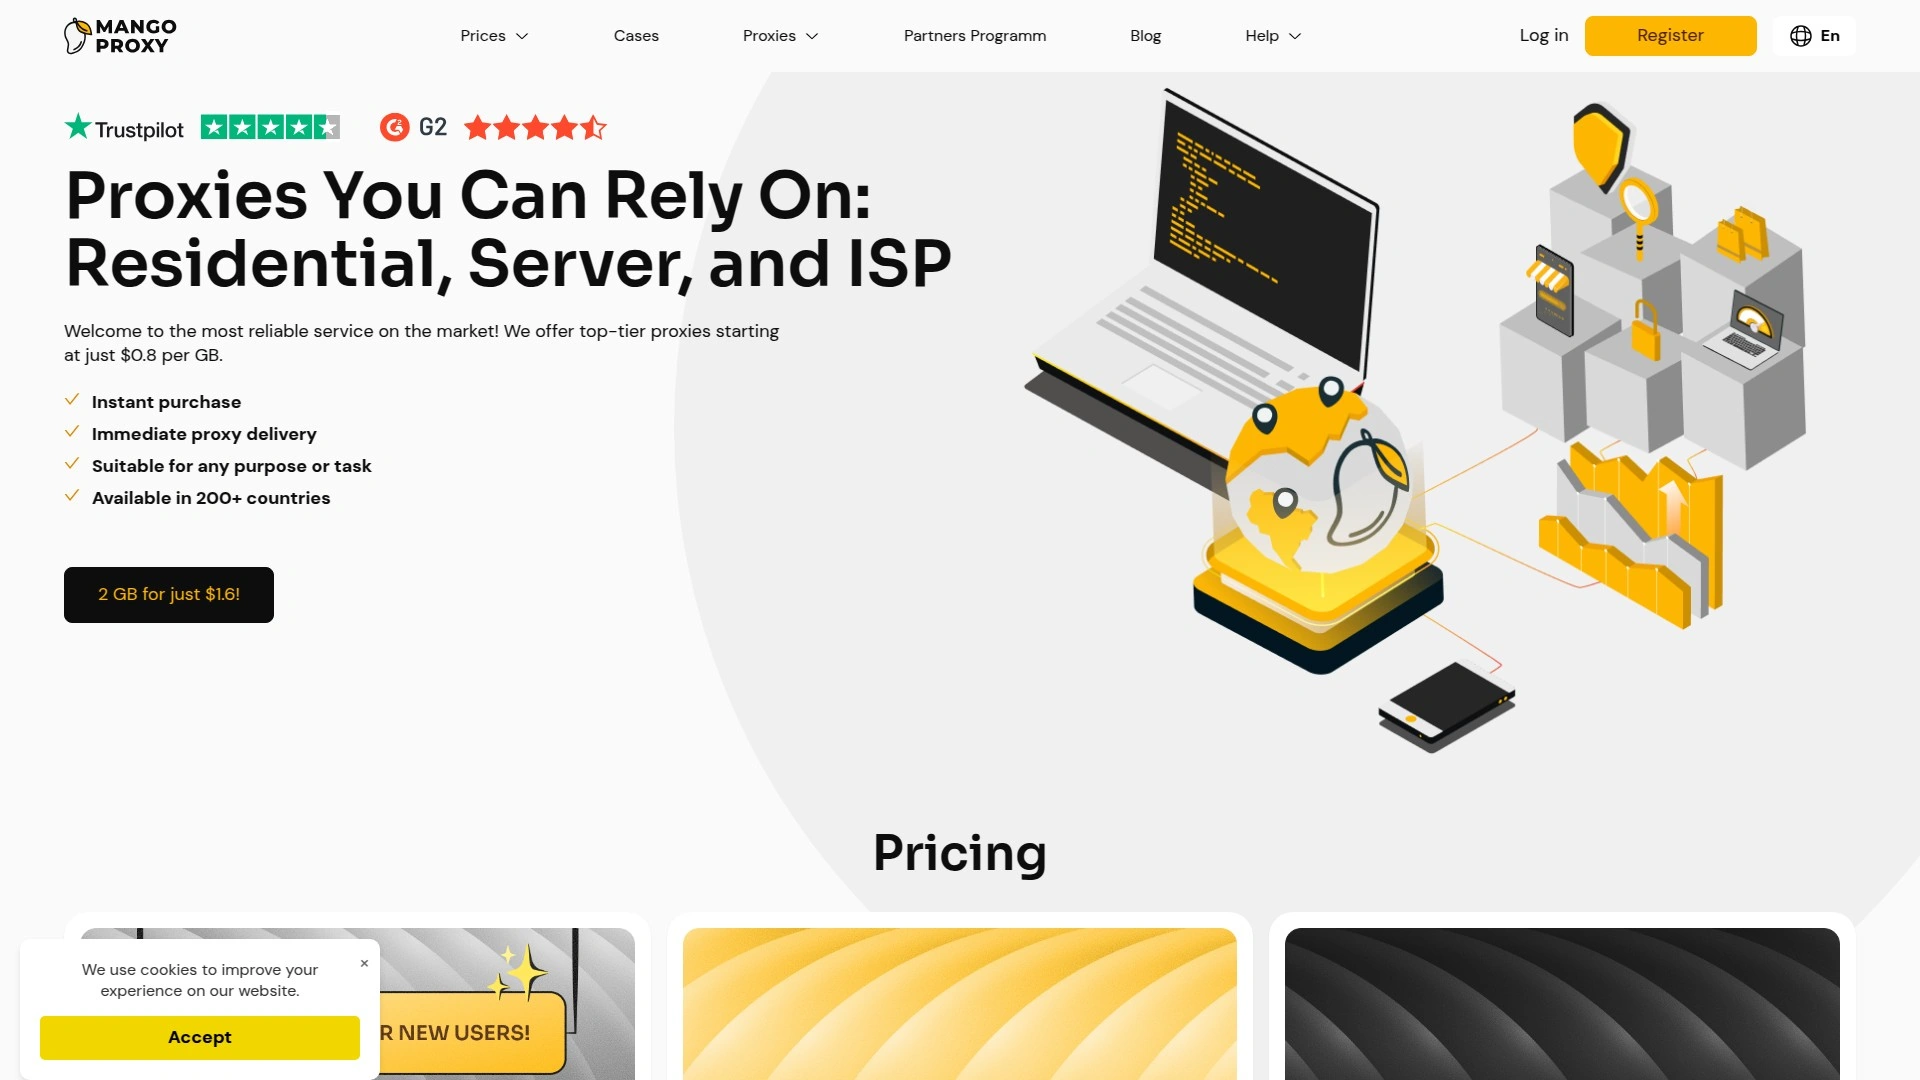 MANGO
PROXY
Prices
Cases
Proxies
Partners Programm
Blog
Help
Log in
Register
En
Trustpilot
G2
Proxies You Can Rely On:
Residential, Server, and ISP
Welcome to the most reliable service on the market! We offer top-tier proxies starting
at just $0.8 per GB.
Instant purchase
Immediate proxy delivery
Suitable for any purpose or task
Available in 200+ countries
2 GB for just $1.6!
Pricing
We use cookies to improve your
experience on our website.
×
Accept
R NEW USERS!